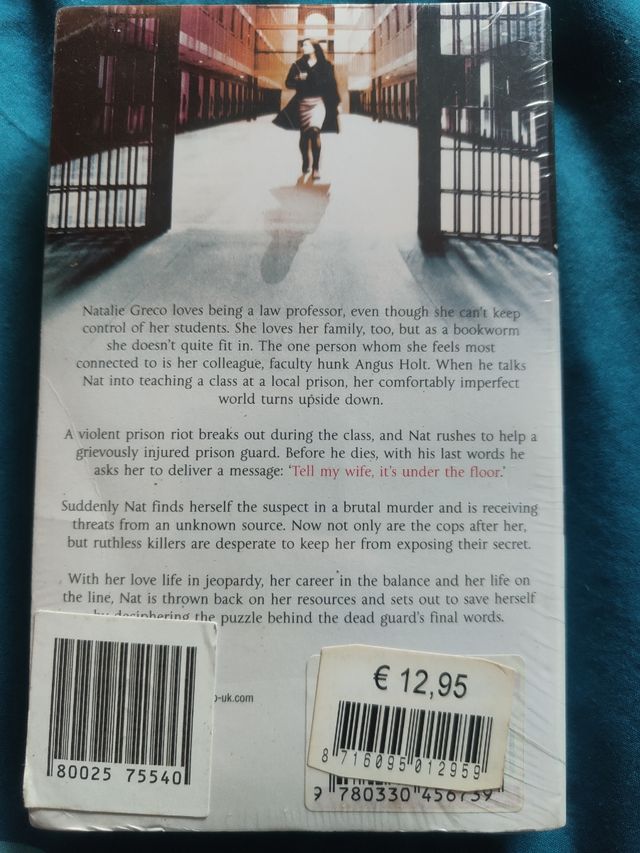 Natalie Greco loves being a law professor, even though she can't keep
control of her students. She loves her family, too, but as a bookworm
she doesn't quite fit in. The one person whom she feels most
connected to is her colleague, faculty hunk Angus Holt. When he talks
Nat into teaching a class at a local prison, her comfortably imperfect
world turns upside down.
A violent prison riot breaks out during the class, and Nat rushes to help a
grievously injured prison guard. Before he dies, with his last words he
asks her to deliver a message: 'Tell my wife, it's under the floor.'
Suddenly Nat finds herself the suspect in a brutal murder and is receiving
threats from an unknown source. Now not only are the cops after her,
but ruthless killers are desperate to keep her from exposing their secret.
With her love life in jeopardy, her career in the balance and her life on
the line, Nat is thrown back on her resources and sets out to save herself
by deciphering the puzzle behind the dead guard's final words.
-uk.com
€ 12,95
8 716095 012959
80025 75540
9 780330 456739